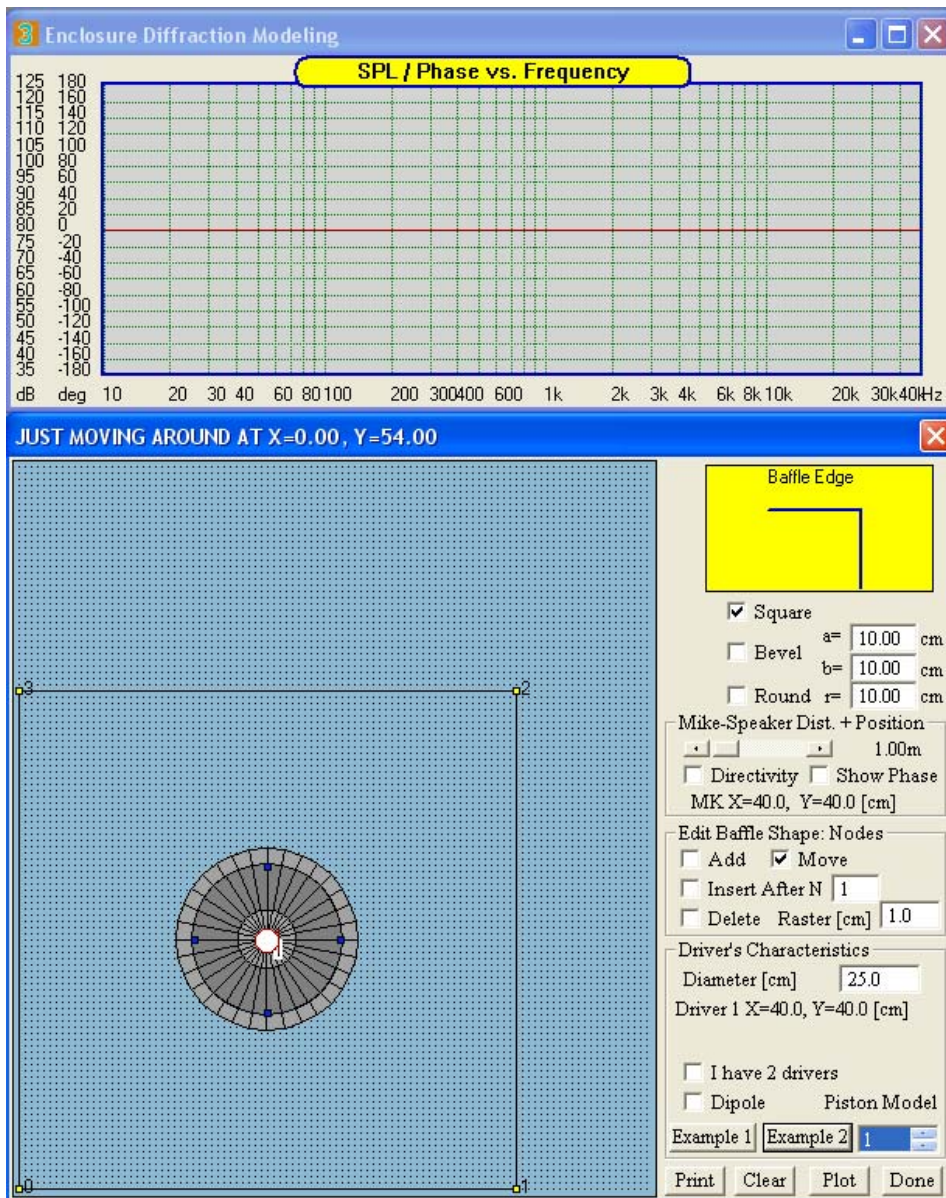 3 Enclosure Diffraction Modeling
SPL / Phase vs. Frequency
125 180
120 160
115 140
110 120
105 100
100 80
95 60
90 40
85 20
80 0
75 -20
70 -40
65 -60
60 -80
55 -100
50 -120
45 -140
40 -160
35 -180
dB deg 10 20 30 40 60 80 100 200 300 400 600 1k 2k 3k 4k 6k 8k 10k 20k 30k 40k Hz
JUST MOVING AROUND AT X=0.00, Y=54.00
Baffle Edge
Square
a= 10.00 cm
Bevel
b= 10.00 cm
Round r= 10.00 cm
Mike-Speaker Dist. + Position
1.00m
Directivity Show Phase
MK X=40.0, Y=40.0 [cm]
Edit Baffle Shape: Nodes
Add Move
Insert After N 1
Delete Raster [cm] 1.0
Driver's Characteristics
Diameter [cm] 25.0
Driver 1 X=40.0, Y=40.0 [cm]
I have 2 drivers
Dipole Piston Model
Example 1 Example 2 1
Print Clear Plot Done
3 2
0 1